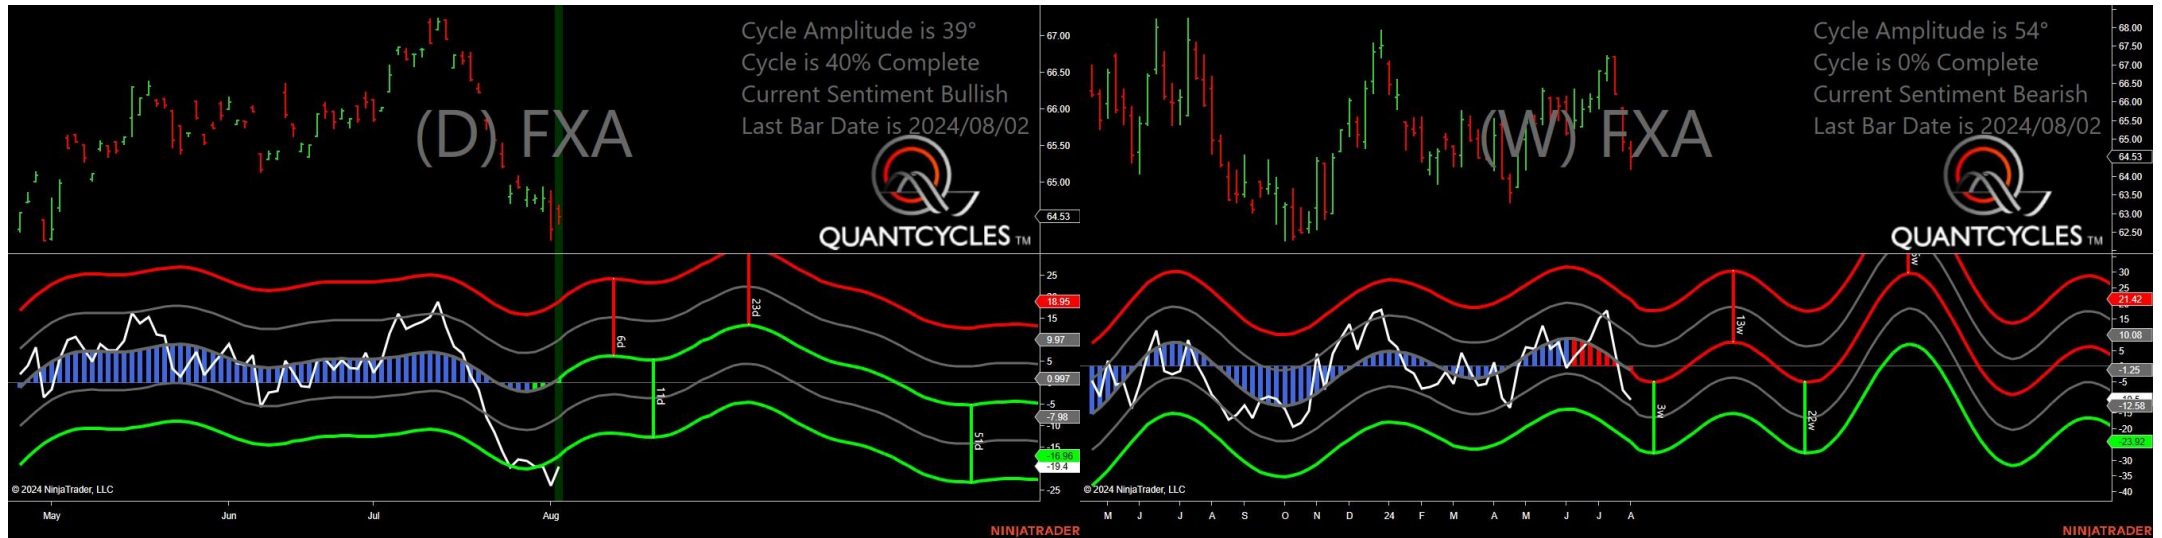 Cycle Amplitude is 39°
Cycle is 40% Complete
Current Sentiment Bullish
Last Bar Date is 2024/08/02
(D) FXA
QUANTCYCLES TM
67.00
66.50
66.00
65.50
65.00
64.53
25
18.95
15
9.97
5
0.997
-5
-7.98
-10
-15
-16.96
-19.4
-25
6d
11d
23d
51d
© 2024 NinjaTrader, LLC
May
Jun
Jul
Aug
NINJATRADER
Cycle Amplitude is 54°
Cycle is 0% Complete
Current Sentiment Bearish
Last Bar Date is 2024/08/02
(W) FXA
QUANTCYCLES TM
68.00
67.50
67.00
66.50
66.00
65.50
65.00
64.53
64.00
63.50
63.00
62.50
30
25
21.42
15
10.08
5
-1.25
-5
-12.58
-15
-20
-23.92
-30
-35
-40
3w
13w
22w
© 2024 NinjaTrader, LLC
M
J
J
A
S
O
N
D
24
F
M
A
M
J
J
A
NINJATRADER